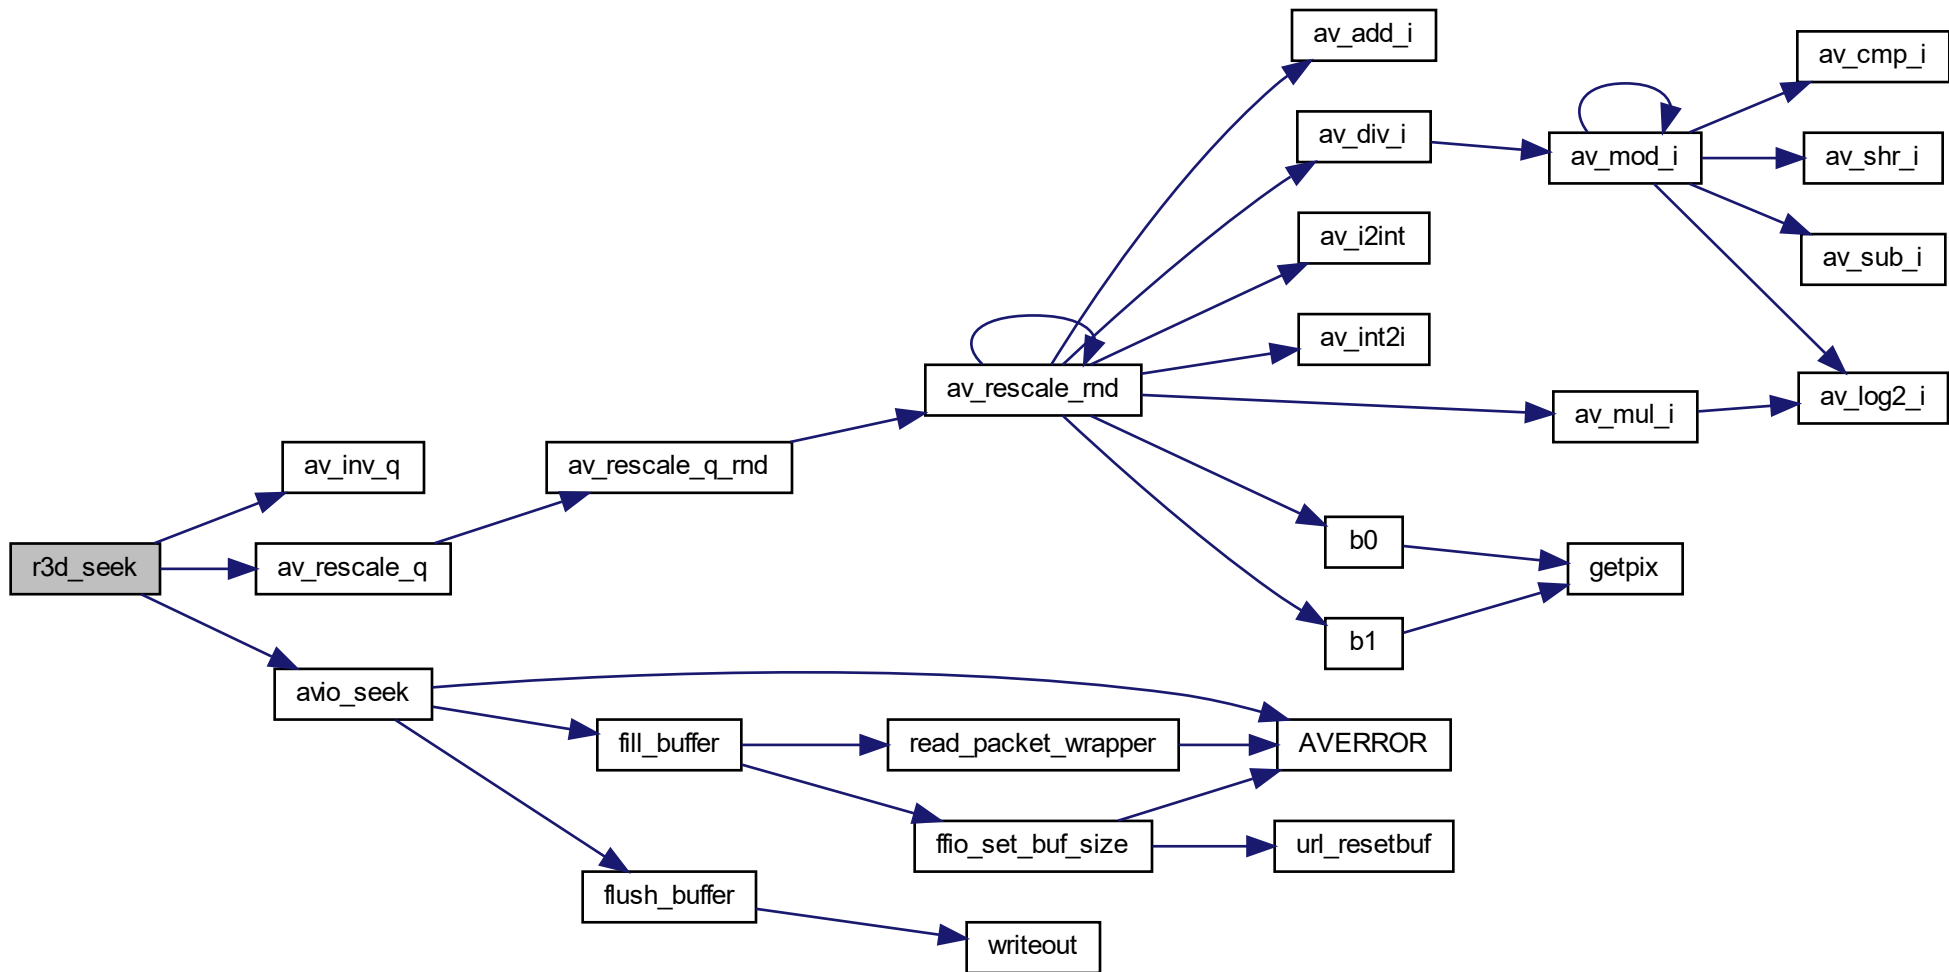 av_add_i
av_cmp_i
av_div_i
av_mod_i
av_shr_i
av_i2int
av_sub_i
av_int2i
av_rescale_rnd
av_mul_i
av_log2_i
av_inv_q
av_rescale_q_rnd
b0
r3d_seek
av_rescale_q
getpix
b1
avio_seek
fill_buffer
read_packet_wrapper
AVERROR
ffio_set_buf_size
url_resetbuf
flush_buffer
writeout